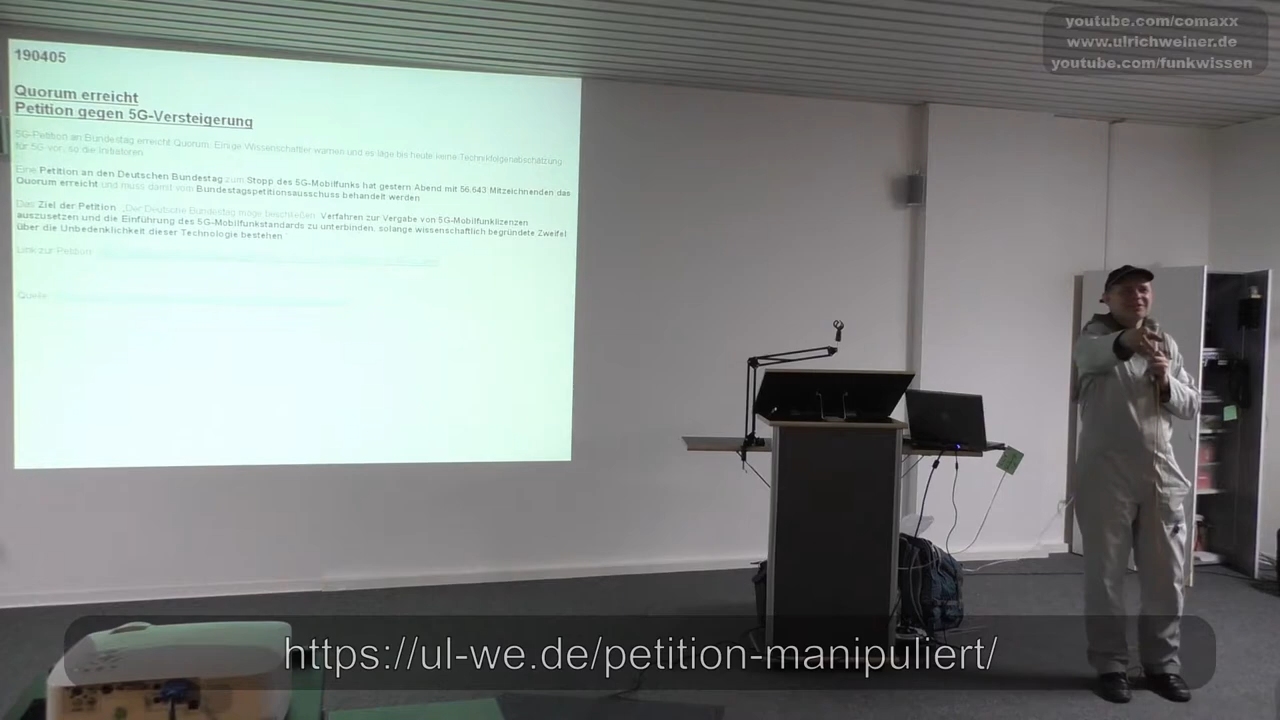 youtube.com/comaxx
www.ulrichweiner.de
youtube.com/funkwissen
190405
Quorum erreicht
Petition gegen 5G-Versteigerung
5G-Petition an Bundestag erreicht Quorum. Einige Wissenschaftler warnen und es läge bis heute keine Technikfolgenabschätzung
für 5G vor, so die Initiatoren.
Eine Petition an den Deutschen Bundestag zum Stopp des 5G-Mobilfunks hat gestern Abend mit 56.643 Mitzeichnenden das
Quorum erreicht und muss damit vom Bundestagspetitionsausschuss behandelt werden
Das Ziel der Petition: „Der Deutsche Bundestag möge beschließen, Verfahren zur Vergabe von 5G-Mobilfunklizenzen
auszusetzen und die Einführung des 5G-Mobilfunkstandards zu unterbinden, solange wissenschaftlich begründete Zweifel
über die Unbedenklichkeit dieser Technologie bestehen
Link zur Petition:
Quelle:
https://ul-we.de/petition-manipuliert/